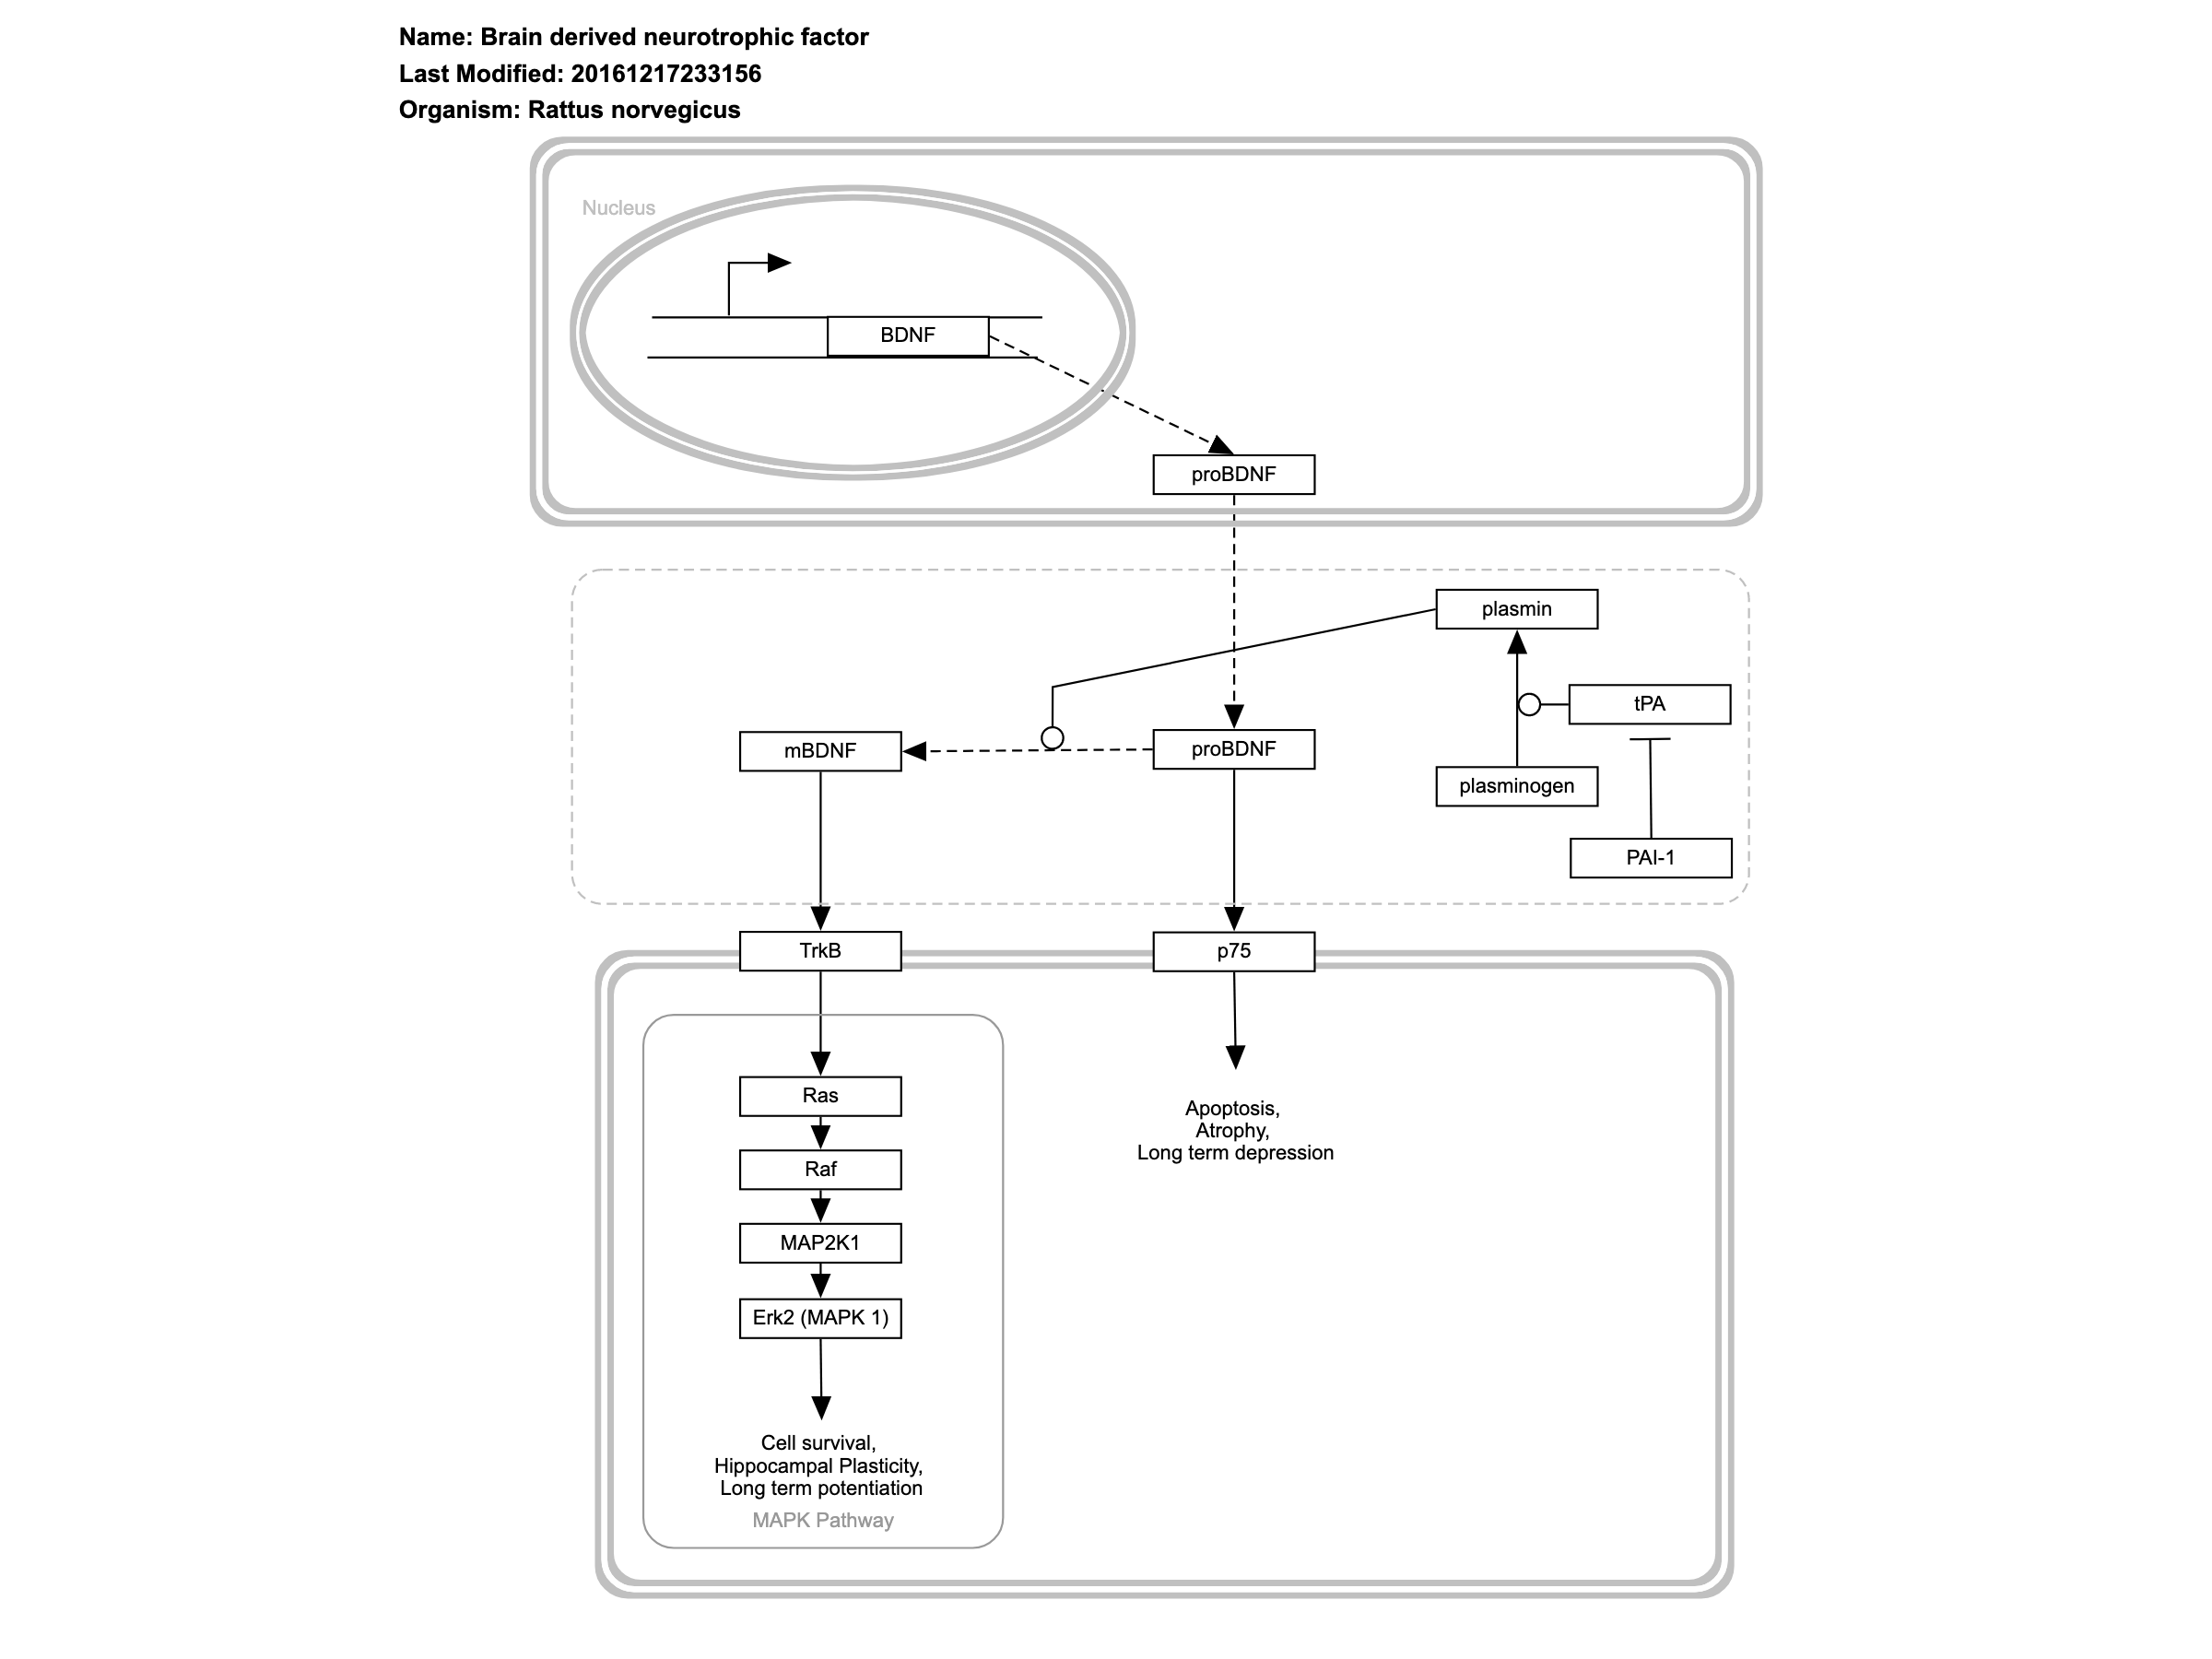 Name: Brain derived neurotrophic factor
Last Modified: 20161217233156
Organism: Rattus norvegicus
Nucleus
BDNF
proBDNF
plasmin
tPA
mBDNF
proBDNF
plasminogen
PAI-1
TrkB
p75
Ras
Apoptosis,
Atrophy,
Long term depression
Raf
MAP2K1
Erk2 (MAPK 1)
Cell survival,
Hippocampal Plasticity,
Long term potentiation
MAPK Pathway